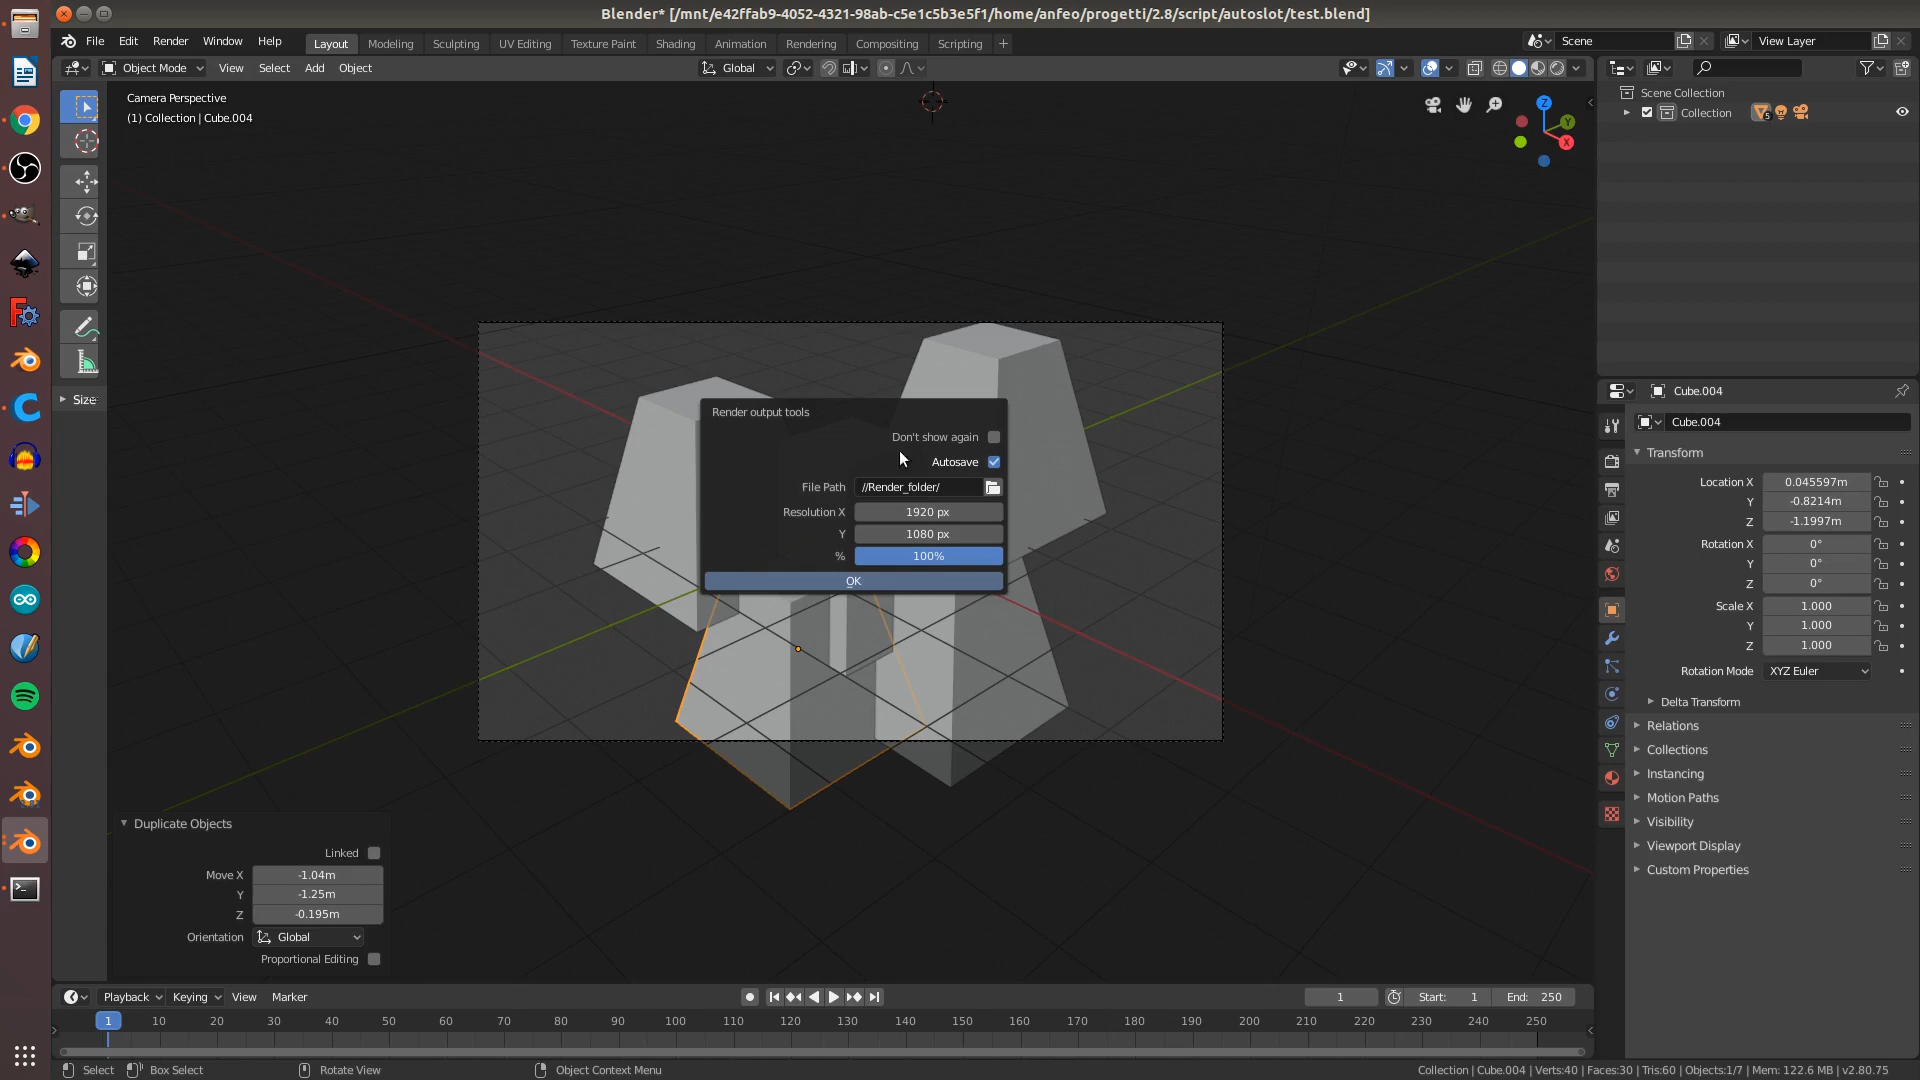 Blender* [/mnt/e42ffab9-4052-4321-98ab-c5e1c5b3e5f1/home/anfeo/progetti/2.8/script/autoslot/test.blend]
File Edit Render Window Help Layout Modeling Sculpting UV Editing Texture Paint Shading Animation Rendering Compositing Scripting + Scene View Layer
Object Mode View Select Add Object Global
Camera Perspective
(1) Collection | Cube.004
Scene Collection
Collection 5
Z
Y
X
Size
Render output tools
Don't show again
Autosave
File Path //Render_folder/
Resolution X 1920 px
Y 1080 px
% 100%
OK
Cube.004
Cube.004
Transform
Location X 0.045597m
Y -0.8214m
Z -1.1997m
Rotation X 0°
Y 0°
Z 0°
Scale X 1.000
Y 1.000
Z 1.000
Rotation Mode XYZ Euler
Delta Transform
Relations
Collections
Instancing
Motion Paths
Visibility
Viewport Display
Custom Properties
Duplicate Objects
Linked
Move X -1.04m
Y -1.25m
Z -0.195m
Orientation Global
Proportional Editing
Playback Keying View Marker 1 Start: 1 End: 250
1 10 20 30 40 50 60 70 80 90 100 110 120 130 140 150 160 170 180 190 200 210 220 230 240 250
Select Box Select Rotate View Object Context Menu Collection | Cube.004 | Verts:40 | Faces:30 | Tris:60 | Objects:1/7 | Mem: 122.6 MB | v2.80.75